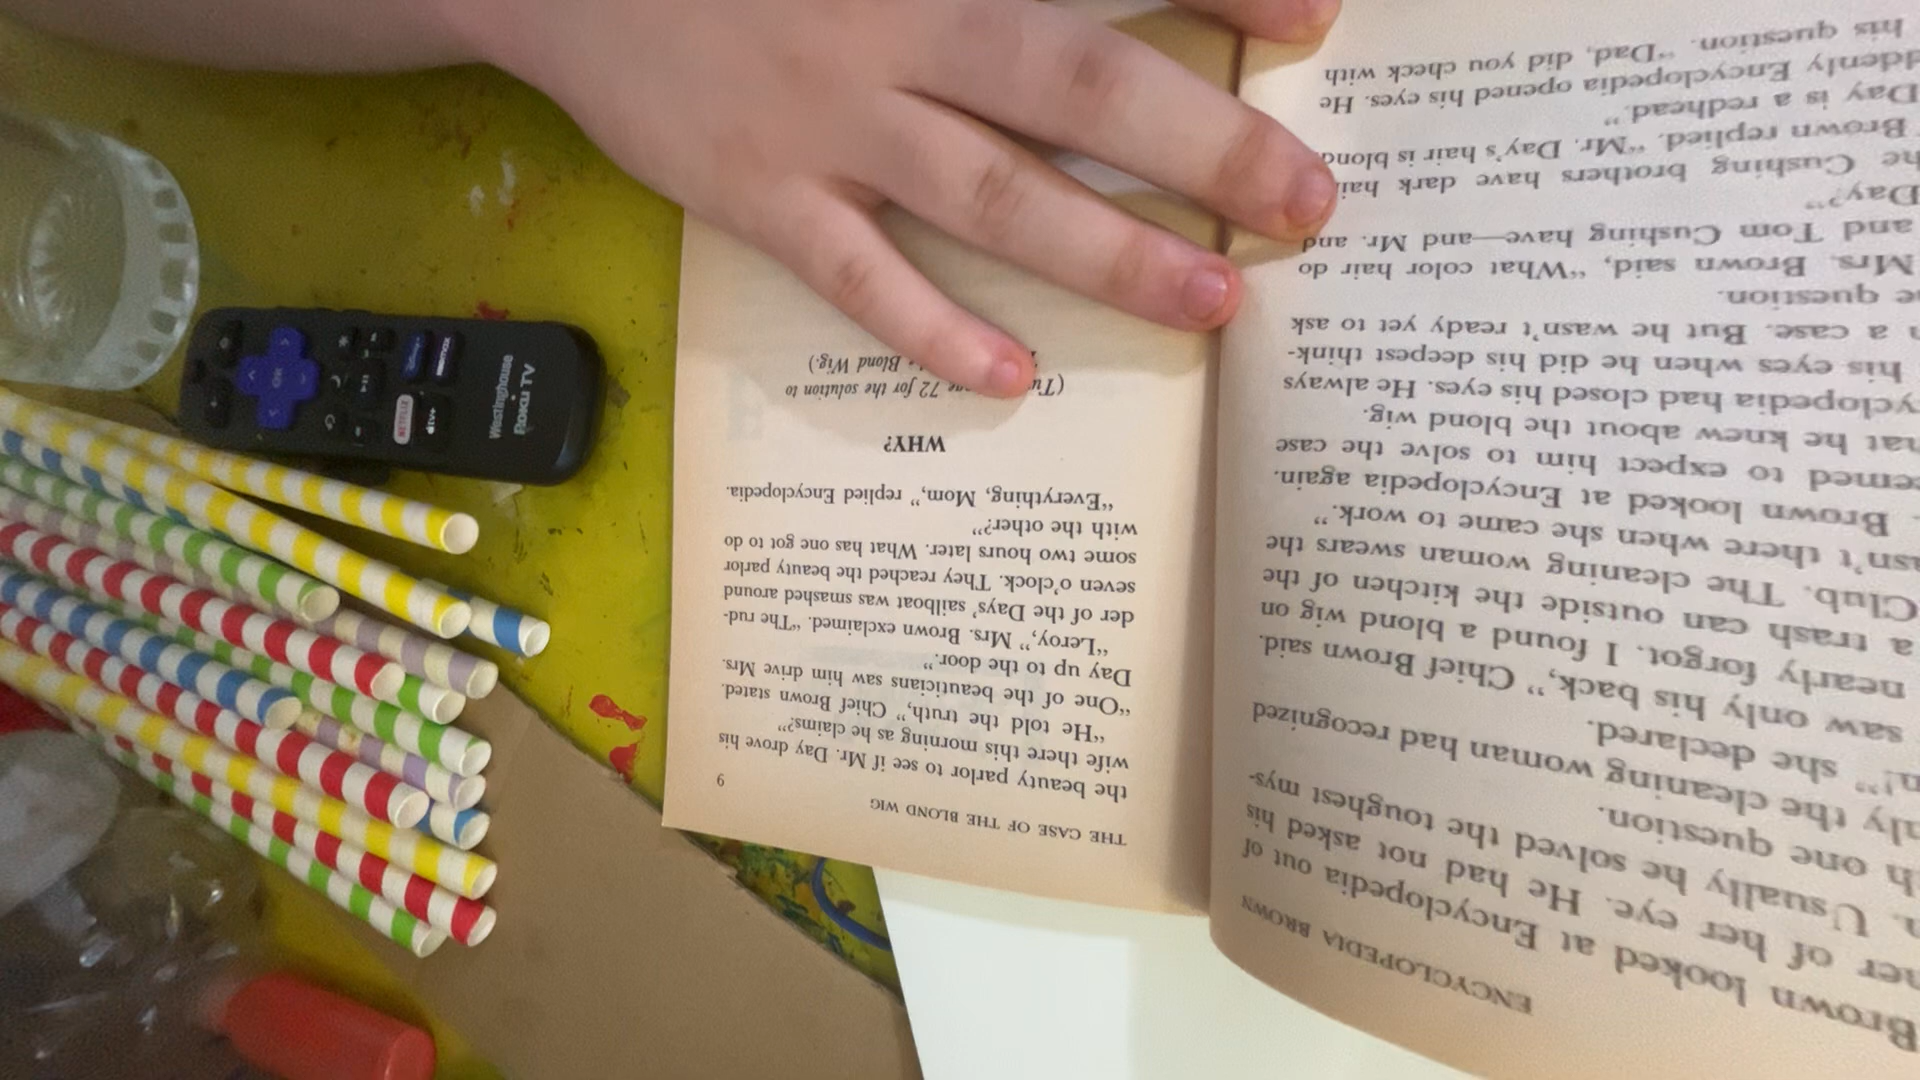 ENCYCLOPEDIA BROWN
Brown looked at Encyclopedia out of
ner of her eye. He had not asked his
h one question.
Usually he solved the toughest mys-
ly the cleaning woman had recognized
n!" she declared.
saw only his back," Chief Brown said.
nearly forgot. I found a blond wig on
a trash can outside the kitchen of the
Club. The cleaning woman swears the
asn't there when she came to work."
Brown looked at Encyclopedia again.
emed to expect him to solve the case
hat he knew about the blond wig.
yclopedia had closed his eyes. He always
his eyes when he did his deepest think-
n a case. But he wasn't ready yet to ask
e question.
Mrs. Brown said, "What color hair do
and Tom Cushing have—and Mr. and
Day?"
he Cushing brothers have dark hair
Brown replied. "Mr. Day's hair is blond
Day is a redhead."
ddenly Encyclopedia opened his eyes. He
his question. "Dad, did you check with
THE CASE OF THE BLOND WIG 9
the beauty parlor to see if Mr. Day drove his
wife there this morning as he claims?"
"He told the truth," Chief Brown stated.
"One of the beauticians saw him drive Mrs.
Day up to the door."
"Leroy," Mrs. Brown exclaimed. "The rud-
der of the Days' sailboat was smashed around
seven o'clock. They reached the beauty parlor
some two hours later. What has one got to do
with the other?"
"Everything, Mom," replied Encyclopedia.
WHY?
72 for the solution to
Blond Wig.)
Westinghouse
ROKU TV
NETFLIX
Disney+
max
tv+
OK